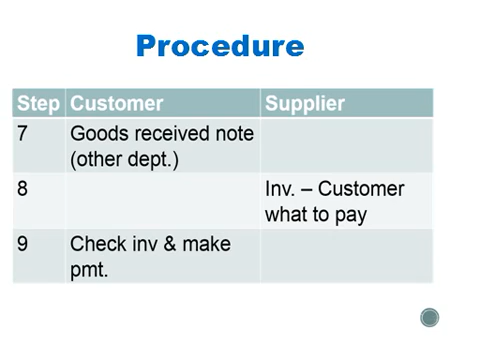 Procedure
Step Customer Supplier
7 Goods received note
(other dept.)
8 Inv. – Customer
what to pay
9 Check inv & make
pmt.